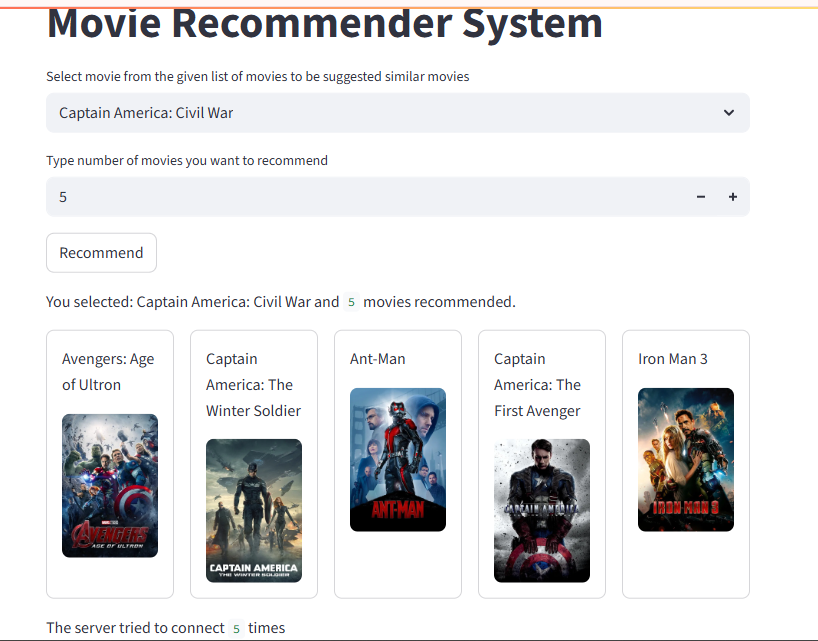 Movie Recommender System
Select movie from the given list of movies to be suggested similar movies
Captain America: Civil War
Type number of movies you want to recommend
5
Recommend
You selected: Captain America: Civil War and 5 movies recommended.
Avengers: Age
of Ultron
AVENGERS
AGE OF ULTRON
Captain
America: The
Winter Soldier
CAPTAIN AMERICA
THE WINTER SOLDIER
Ant-Man
ANT-MAN
Captain
America: The
First Avenger
CAPTAIN AMERICA
Iron Man 3
IRON MAN 3
The server tried to connect 5 times